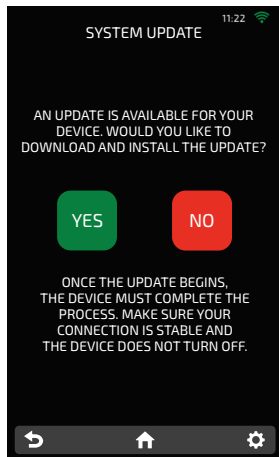 11:22
SYSTEM UPDATE
AN UPDATE IS AVAILABLE FOR YOUR
DEVICE. WOULD YOU LIKE TO
DOWNLOAD AND INSTALL THE UPDATE?
YES
NO
ONCE THE UPDATE BEGINS,
THE DEVICE MUST COMPLETE THE
PROCESS. MAKE SURE YOUR
CONNECTION IS STABLE AND
THE DEVICE DOES NOT TURN OFF.